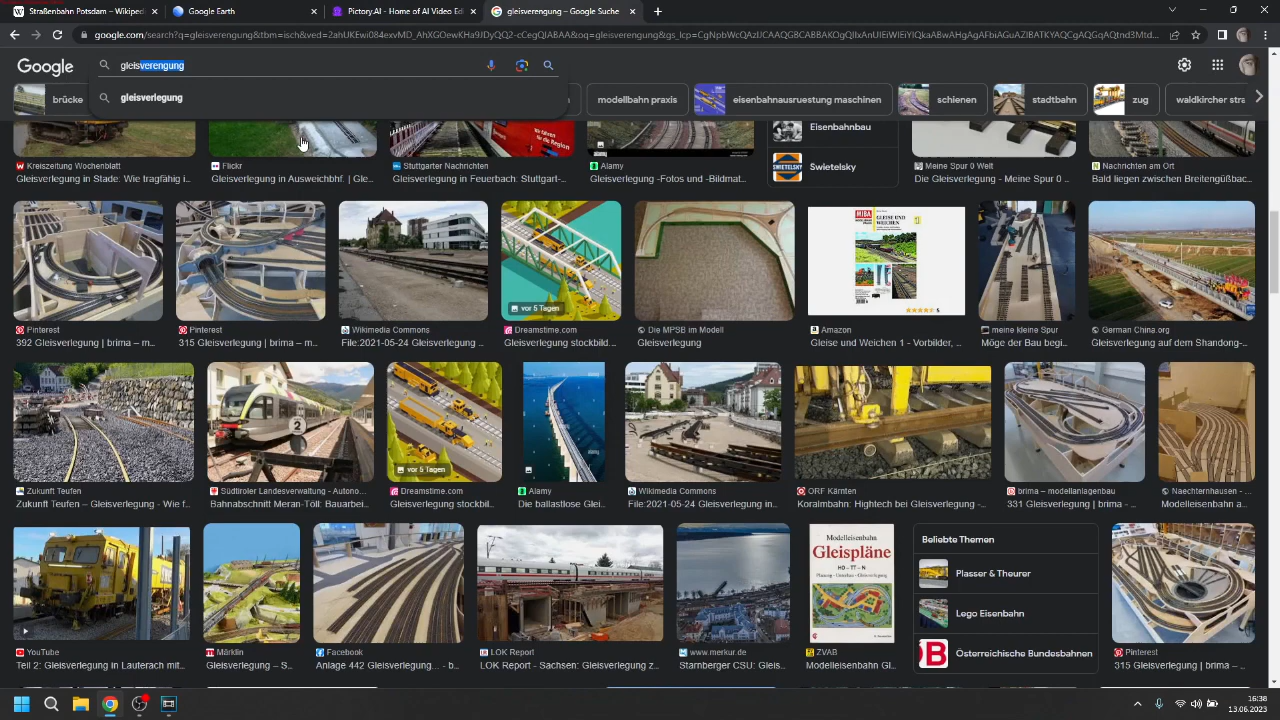 Straßenbahn Potsdam – Wikiped
Google Earth
Pictory.AI - Home of AI Video Ed
gleisverengung – Google Suche
google.com/search?q=gleisverengung&tbm=isch&ved=
Google
gleisverengung
gleisverlegung
brücke
modellbahn praxis
eisenbahnausruestung maschinen
schienen
stadtbahn
zug
waldkircher stra
Eisenbahnbau
Swietelsky
Kreiszeitung Wochenblatt
Gleisverlegung in Stade: Wie tragfähig i...
Flickr
Gleisverlegung in Ausweichbhf. | Gle...
Stuttgarter Nachrichten
Gleisverlegung in Feuerbach: Stuttgart-...
Alamy
Gleisverlegung -Fotos und -Bildmat...
Meine Spur 0 Welt
Die Gleisverlegung - Meine Spur 0 ...
Nachrichten am Ort
Bald liegen zwischen Breitengüßbac...
vor 5 Tagen
MIBA
GLEISE UND
WEICHEN
5
Pinterest
392 Gleisverlegung | brima – m...
Pinterest
315 Gleisverlegung | brima – m...
Wikimedia Commons
File:2021-05-24 Gleisverlegung ...
Dreamstime.com
Gleisverlegung stockbild...
Die MPSB im Modell
Gleisverlegung
Amazon
Gleise und Weichen 1 - Vorbilder, ...
meine kleine Spur
Möge der Bau begi...
German China.org
Gleisverlegung auf dem Shandong-...
2
vor 5 Tagen
Zukunft Teufen
Zukunft Teufen – Gleisverlegung - Wie f...
Südtiroler Landesverwaltung - Autono...
Bahnabschnitt Meran-Töll: Bauarbei...
Dreamstime.com
Gleisverlegung stockbil...
Alamy
Die ballastlose Glei...
Wikimedia Commons
File:2021-05-24 Gleisverlegung in...
ORF Kärnten
Koralmbahn: Hightech bei Gleisverlegung -...
brima – modellanlagenbau
331 Gleisverlegung | brima - ...
Naechternhausen - ...
Modelleisenbahn a...
Modelleisenbahn
Gleispläne
HO - TT - N
Planung - Unterbau - Gleisverlegung
Beliebte Themen
Plasser & Theurer
Lego Eisenbahn
Österreichische Bundesbahnen
YouTube
Teil 2: Gleisverlegung in Lauterach mit...
Märklin
Gleisverlegung – S...
Facebook
Anlage 442 Gleisverlegung... - b...
LOK Report
LOK Report - Sachsen: Gleisverlegung z...
www.merkur.de
Starnberger CSU: Gleis...
ZVAB
Modelleisenbahn Gl...
Pinterest
315 Gleisverlegung | brima – ...
16:38
13.06.2023